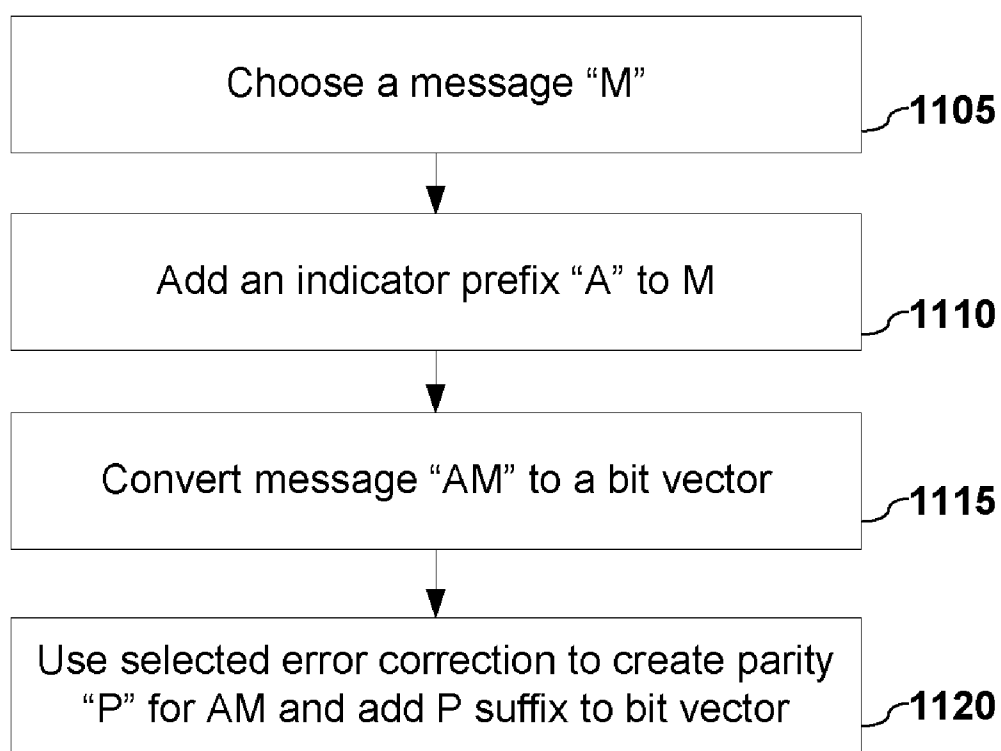 Choose a message “M”
1105
Add an indicator prefix “A” to M
1110
Convert message “AM” to a bit vector
1115
Use selected error correction to create parity
“P” for AM and add P suffix to bit vector
1120